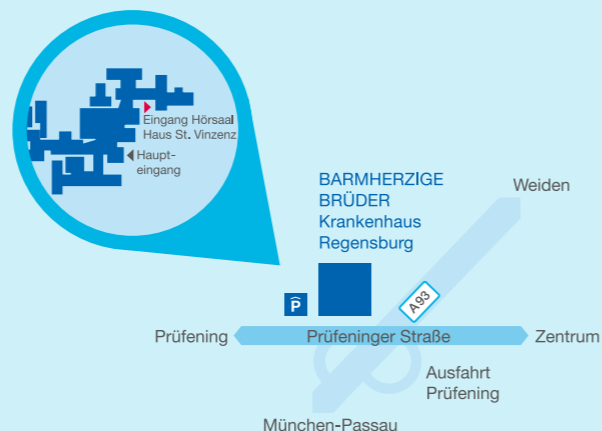 Eingang Hörsaal
Haus St. Vinzenz
Haupt-
eingang
BARMHERZIGE
BRÜDER
Krankenhaus
Regensburg
Weiden
P
A93
Prüfening
Prüfeninger Straße
Zentrum
Ausfahrt
Prüfening
München-Passau